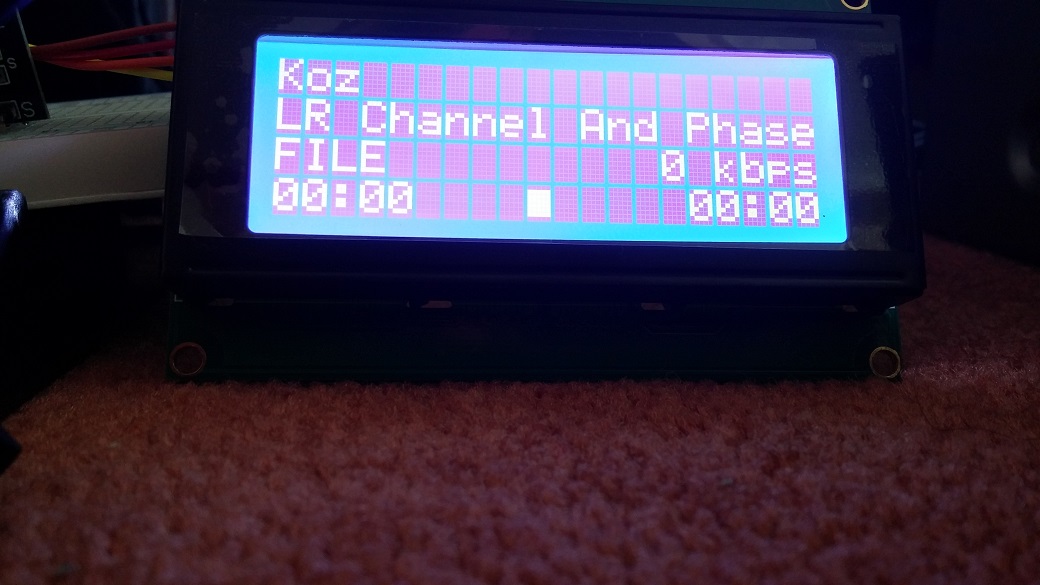 Koz
LR Channel And Phase
FILE 0 kbps
00:00 00:00